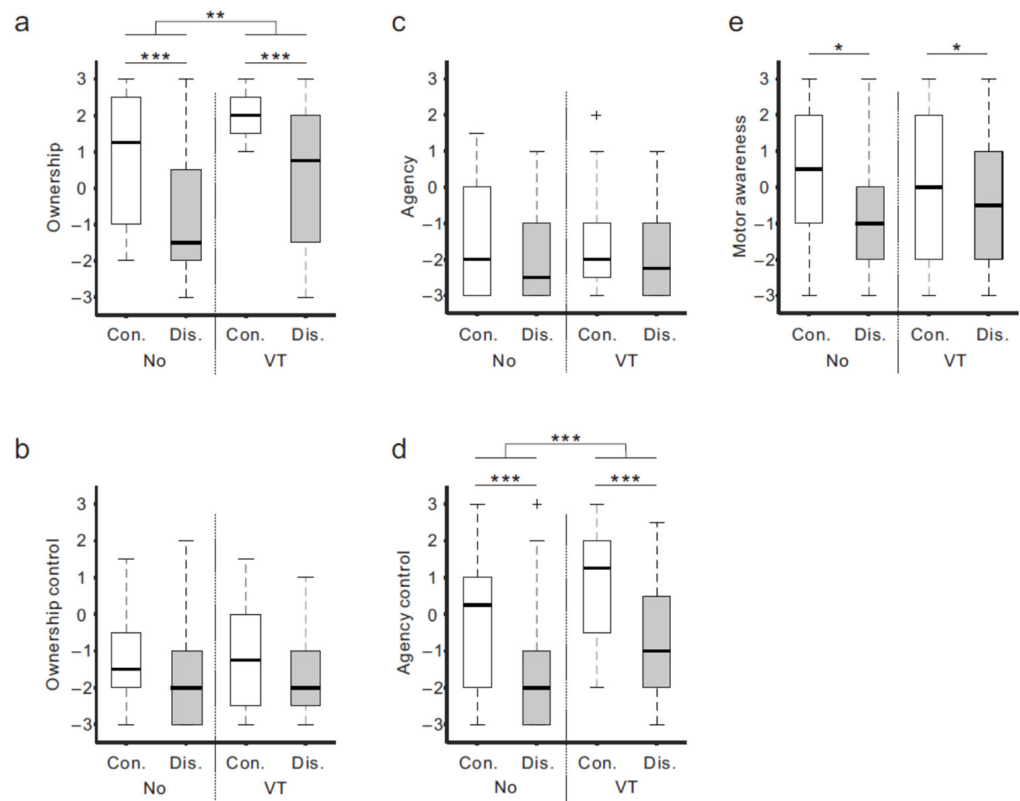 a
**
*** ***
Ownership
3
2
1
0
−1
−2
−3
Con. Dis. Con. Dis.
No VT
c
Agency
3
2
1
0
−1
−2
−3
+
Con. Dis. Con. Dis.
No VT
e
* *
Motor awareness
3
2
1
0
−1
−2
−3
Con. Dis. Con. Dis.
No VT
b
Ownership control
3
2
1
0
−1
−2
−3
Con. Dis. Con. Dis.
No VT
d
***
*** ***
Agency control
3
2
1
0
−1
−2
−3
+
Con. Dis. Con. Dis.
No VT